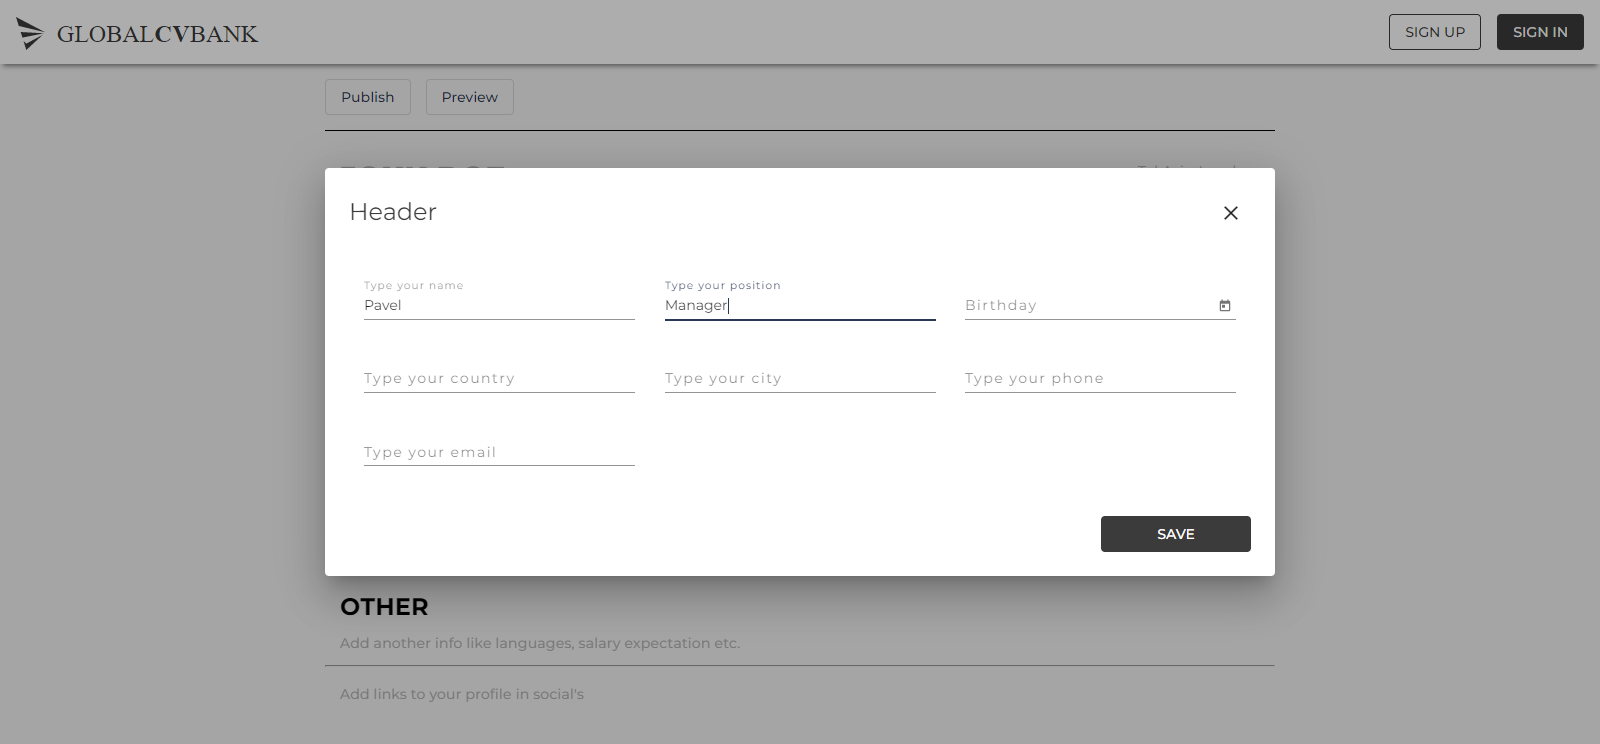 GLOBALCVBANK
SIGN UP
SIGN IN
Publish
Preview
Header
Type your name
Type your position
Pavel
Manager
Birthday
Type your country
Type your city
Type your phone
Type your email
SAVE
OTHER
Add another info like languages, salary expectation etc.
Add links to your profile in social's